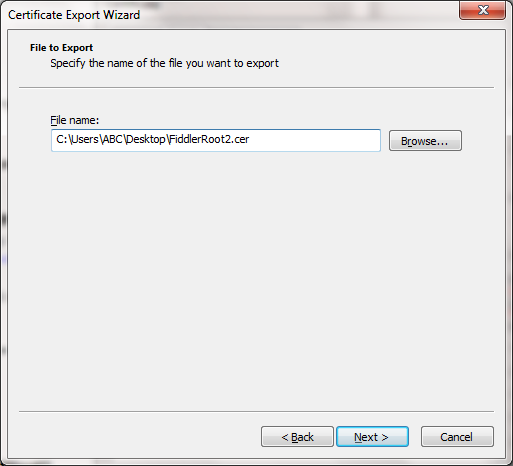 Certificate Export Wizard
File to Export
Specify the name of the file you want to export
File name:
C:\Users\ABC\Desktop\FiddlerRoot2.cer
Browse...
< Back
Next >
Cancel